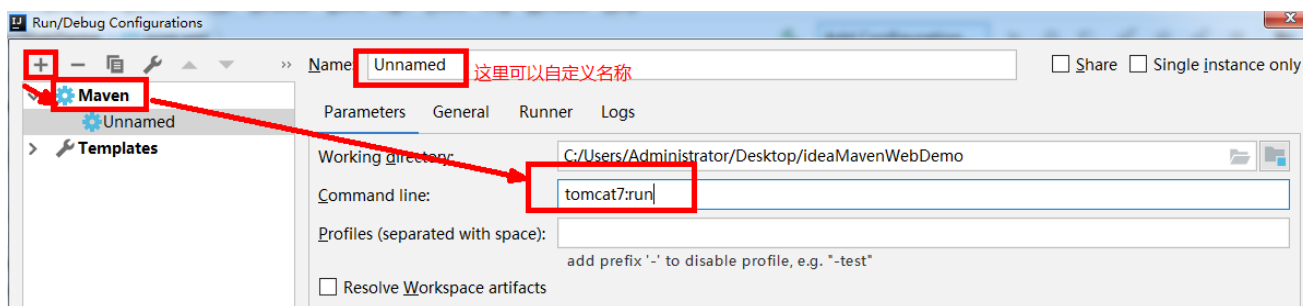 Run/Debug Configurations
Name: Unnamed 这里可以自定义名称 Share Single instance only
Maven
Unnamed
Templates
Parameters General Runner Logs
Working directory: C:/Users/Administrator/Desktop/ideaMavenWebDemo
Command line: tomcat7:run
Profiles (separated with space):
add prefix '-' to disable profile, e.g. "-test"
Resolve Workspace artifacts